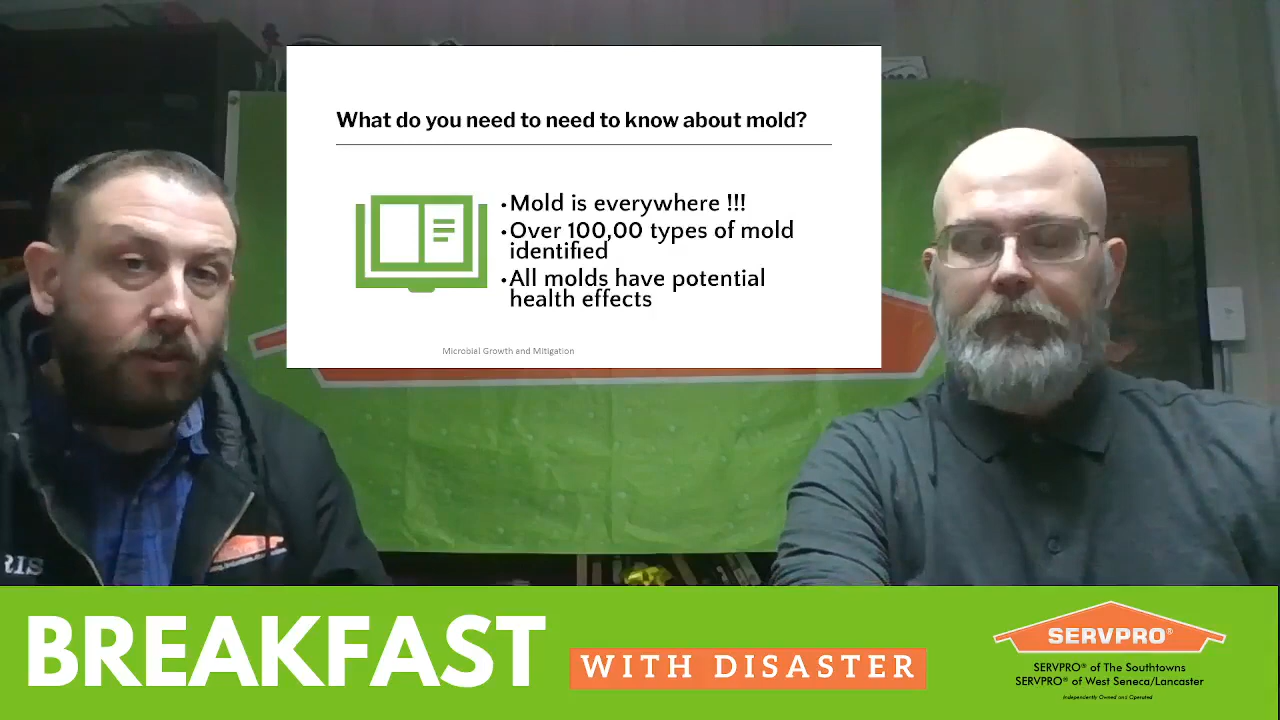 What do you need to need to know about mold?
•Mold is everywhere !!!
•Over 100,00 types of mold
identified
•All molds have potential
health effects
Microbial Growth and Mitigation
RIS
BREAKFAST
WITH DISASTER
SERVPRO®
SERVPRO® of The Southtowns
SERVPRO® of West Seneca/Lancaster
Independently Owned and Operated